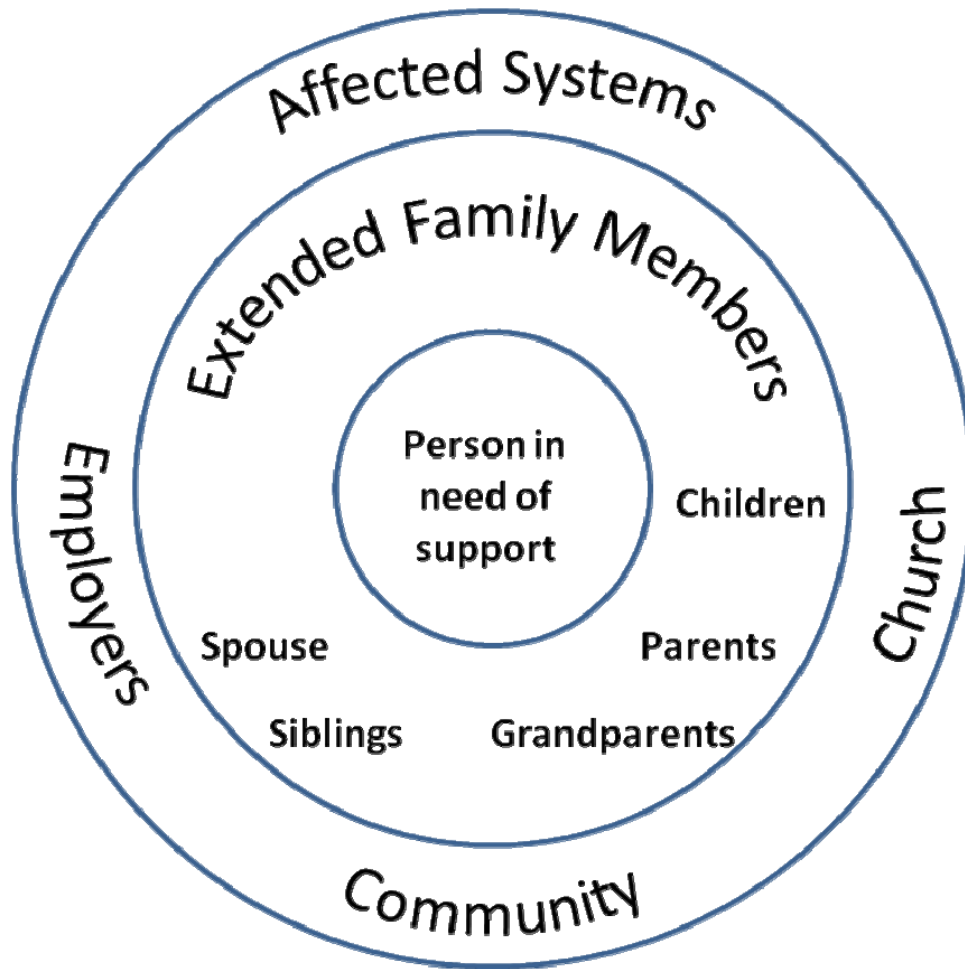 Affected Systems
Extended Family Members
Person in
need of
support
Children
Spouse
Parents
Siblings
Grandparents
Employers
Church
Community